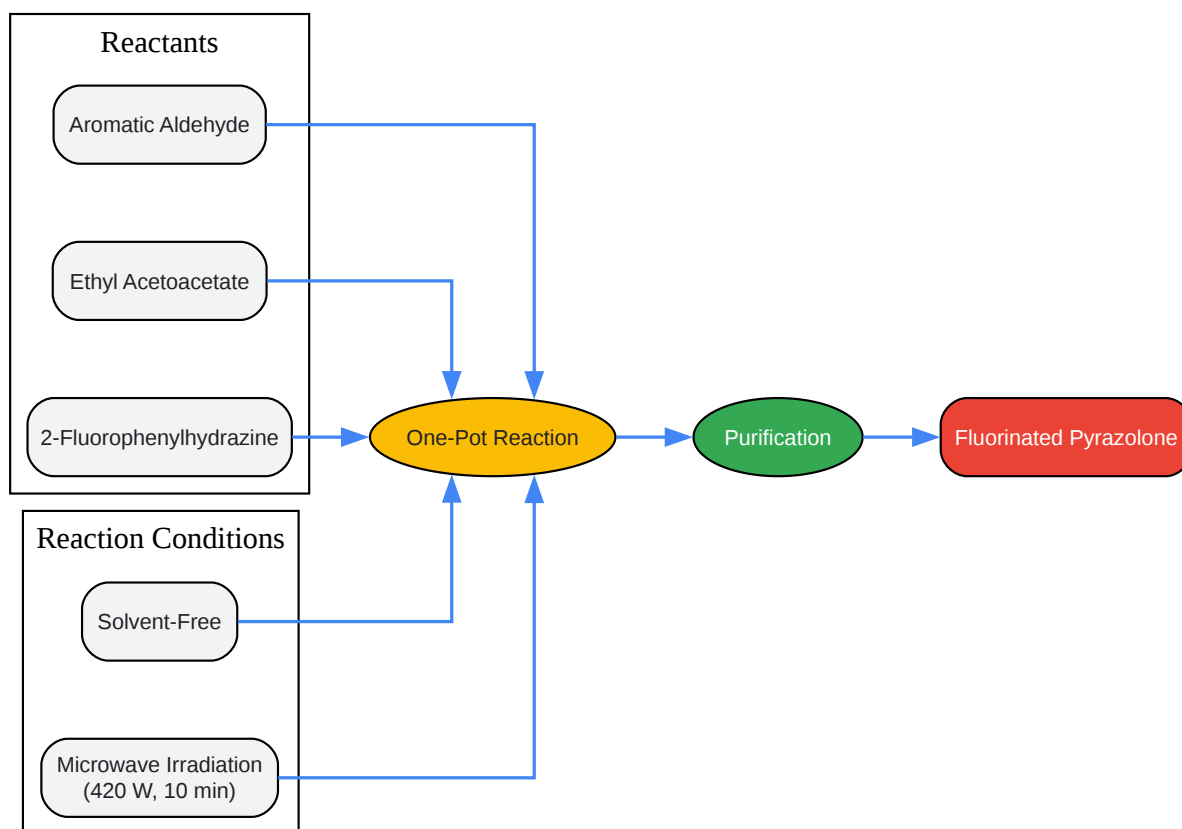 Reactants
Aromatic Aldehyde
Ethyl Acetoacetate
2-Fluorophenylhydrazine
One-Pot Reaction
Purification
Fluorinated Pyrazolone
Reaction Conditions
Solvent-Free
Microwave Irradiation
(420 W, 10 min)